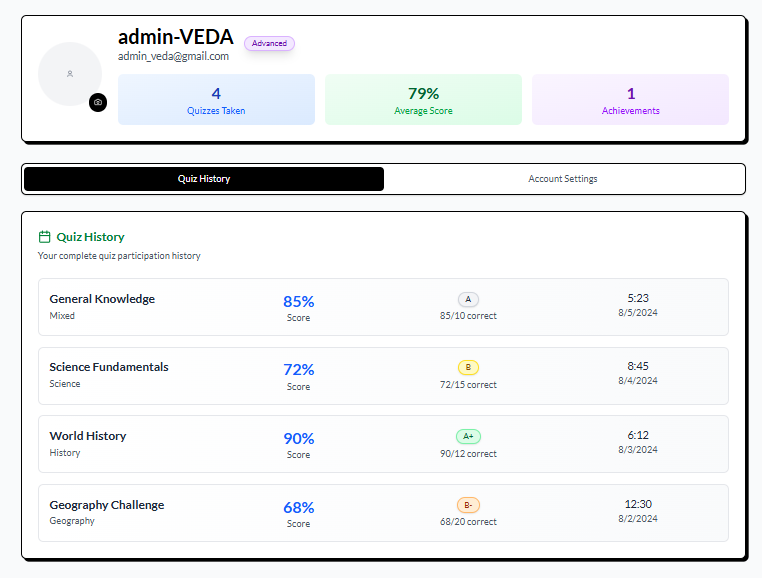 admin-VEDA Advanced
admin_veda@gmail.com
4 79% 1
Quizzes Taken Average Score Achievements
Quiz History Account Settings
Quiz History
Your complete quiz participation history
General Knowledge 85% A 5:23
Mixed Score 85/10 correct 8/5/2024
Science Fundamentals 72% B 8:45
Science Score 72/15 correct 8/4/2024
World History 90% A+ 6:12
History Score 90/12 correct 8/3/2024
Geography Challenge 68% B- 12:30
Geography Score 68/20 correct 8/2/2024